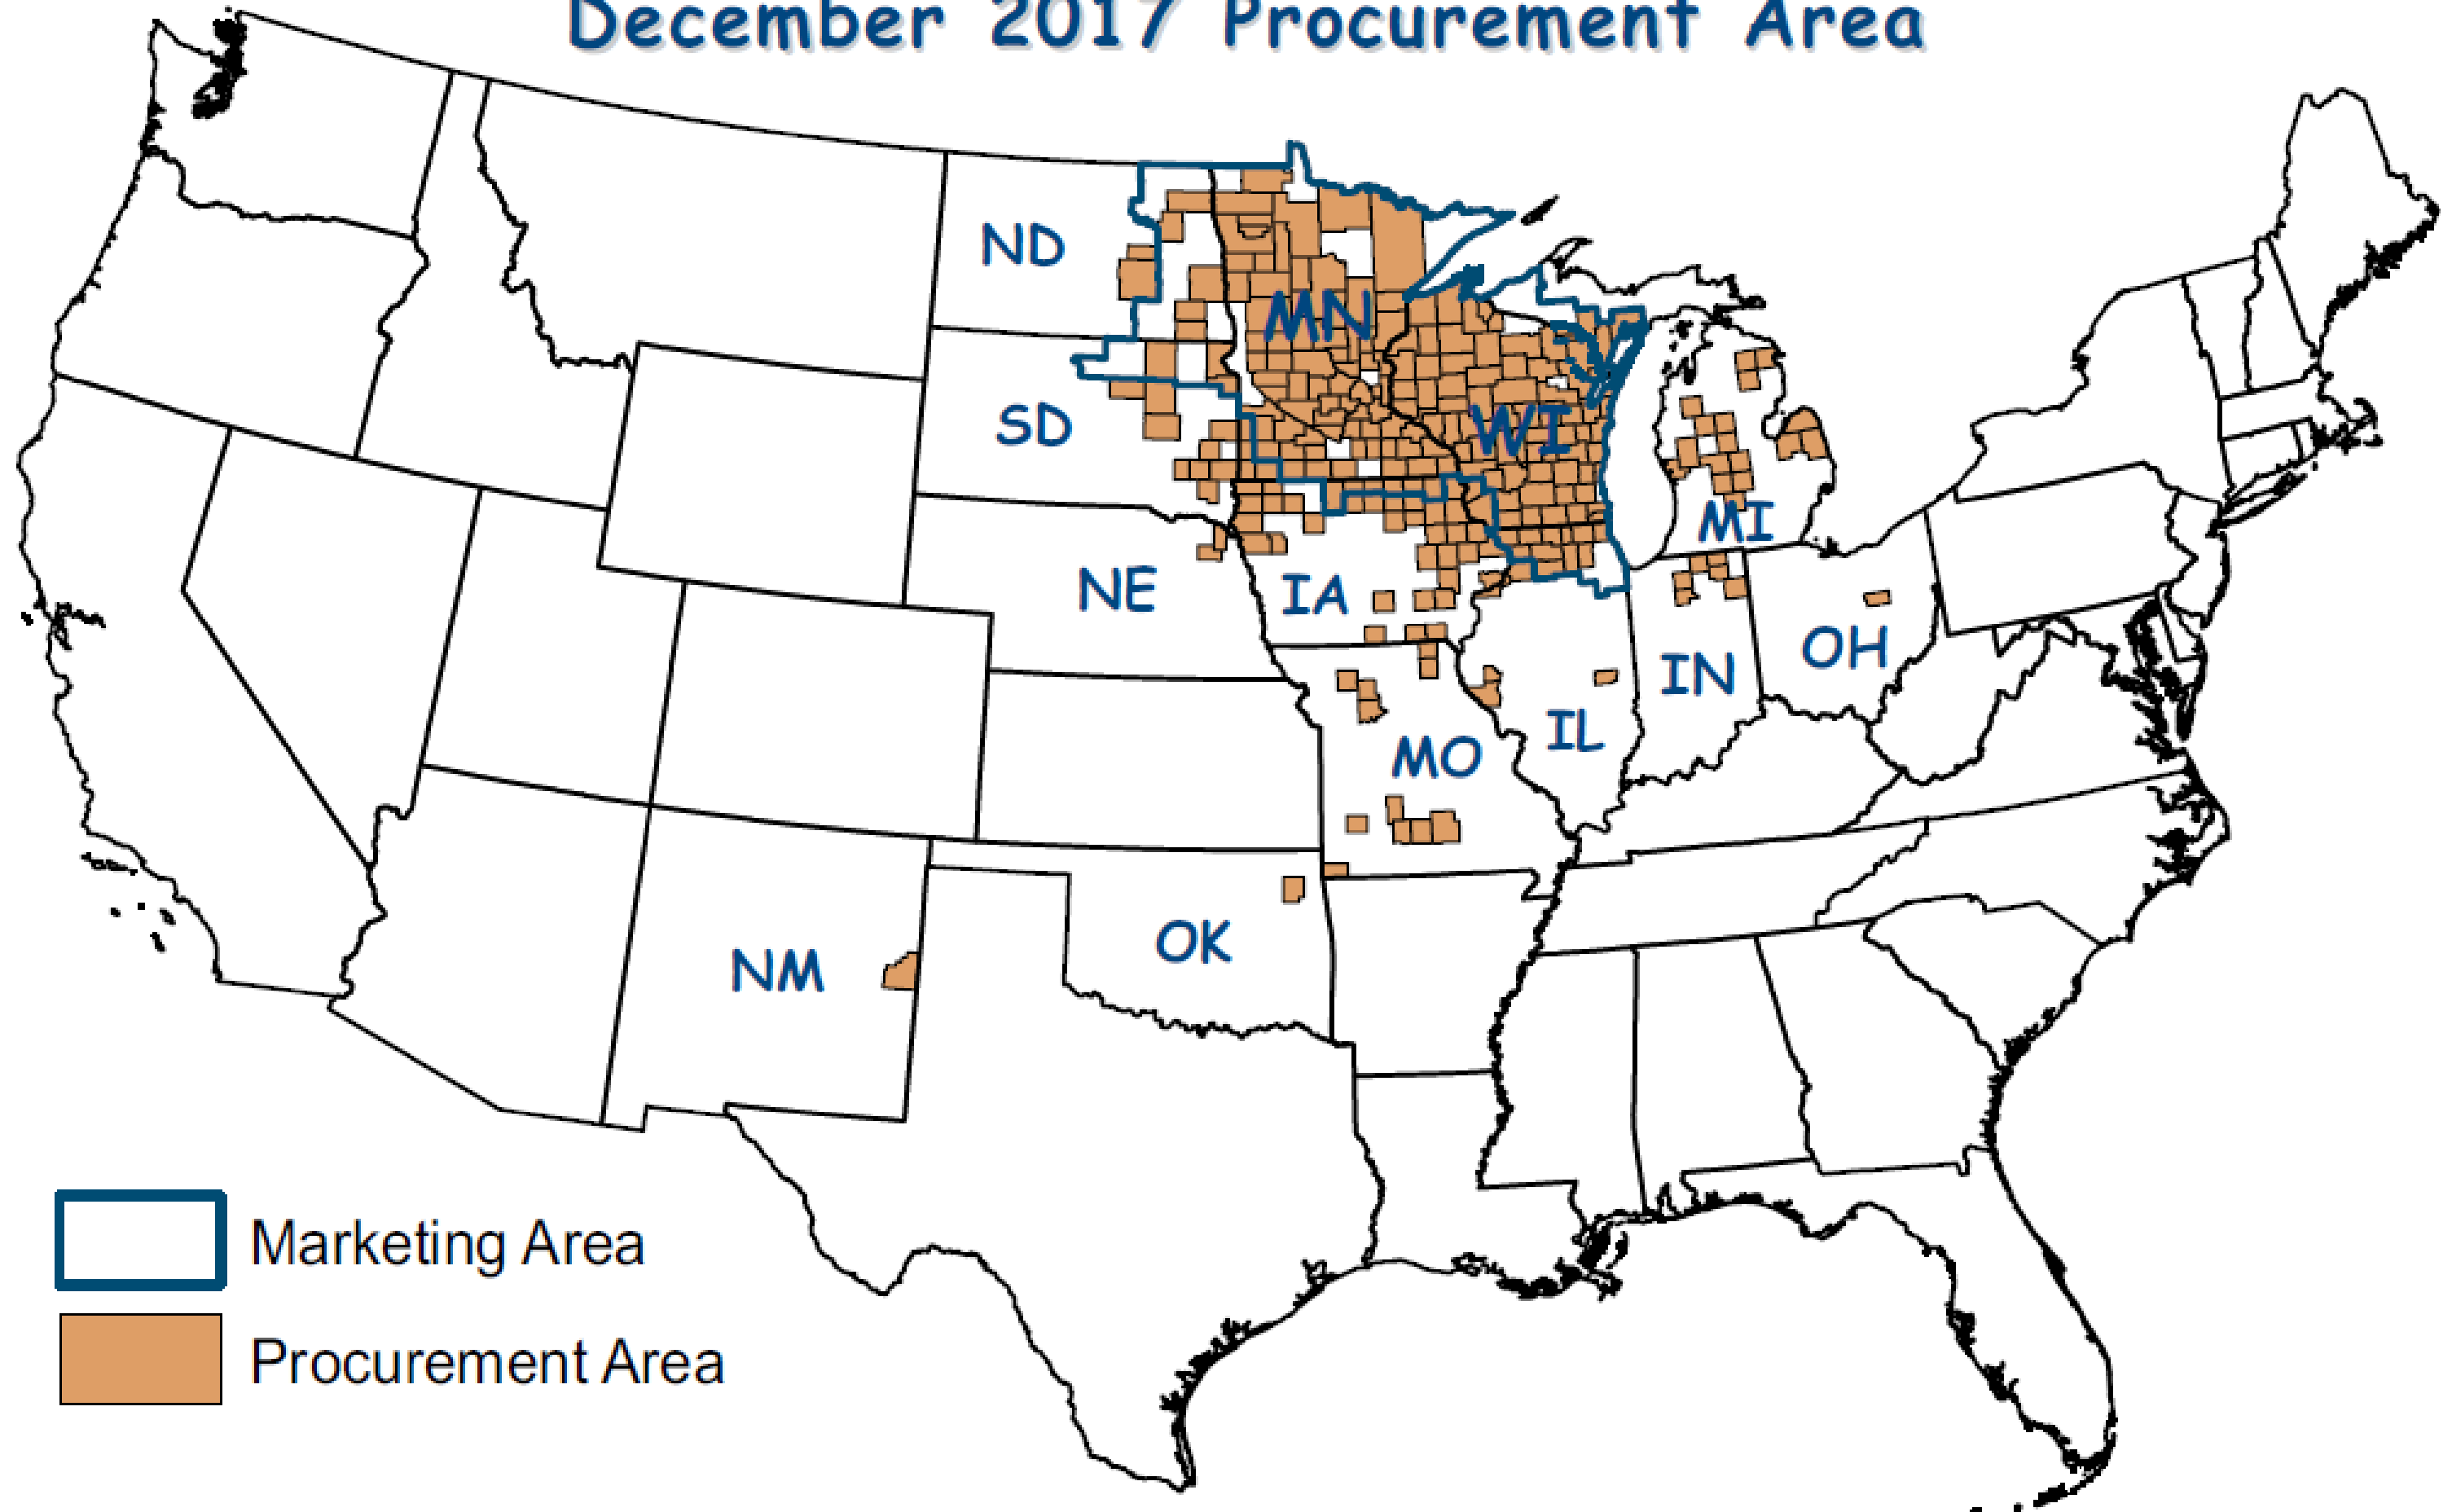 December 2017 Procurement Area
ND
MN
SD
WI
MI
NE
IA
OH
IN
IL
MO
OK
NM
Marketing Area
Procurement Area